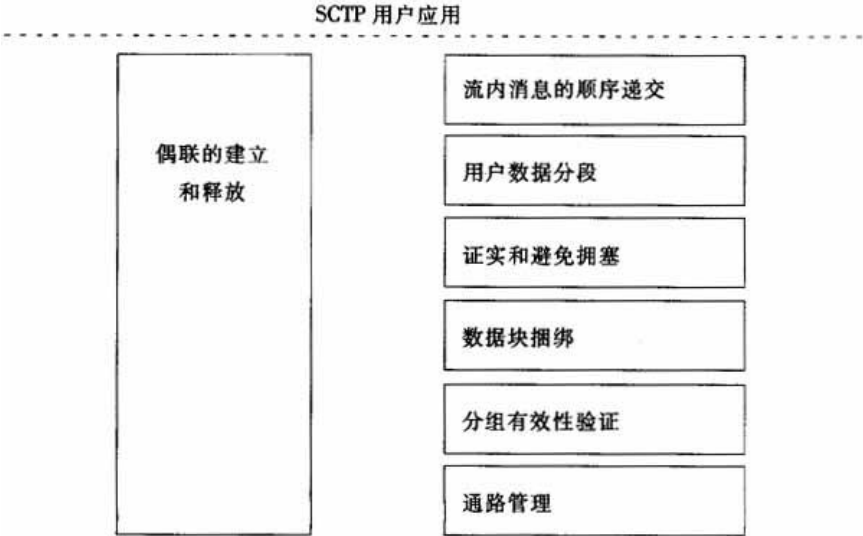 SCTP 用户应用
偶联的建立
和释放
流内消息的顺序递交
用户数据分段
证实和避免拥塞
数据块捆绑
分组有效性验证
通路管理